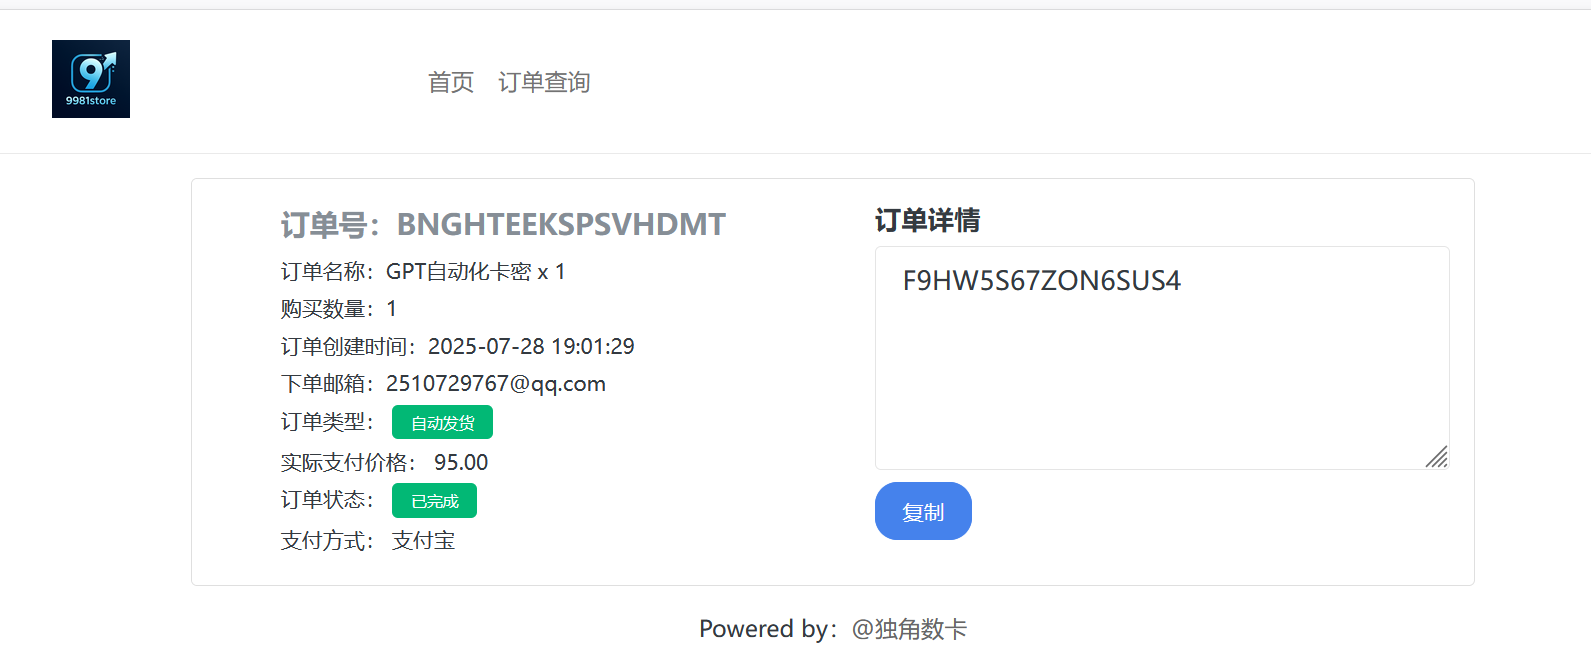 9
9981store
首页 订单查询
订单号：BNGHTEEKSPSVHDMT
订单名称：GPT自动化卡密 x 1
购买数量：1
订单创建时间：2025-07-28 19:01:29
下单邮箱：2510729767@qq.com
订单类型： 自动发货
实际支付价格： 95.00
订单状态： 已完成
支付方式： 支付宝
订单详情
F9HW5S67ZON6SUS4
复制
Powered by：@独角数卡